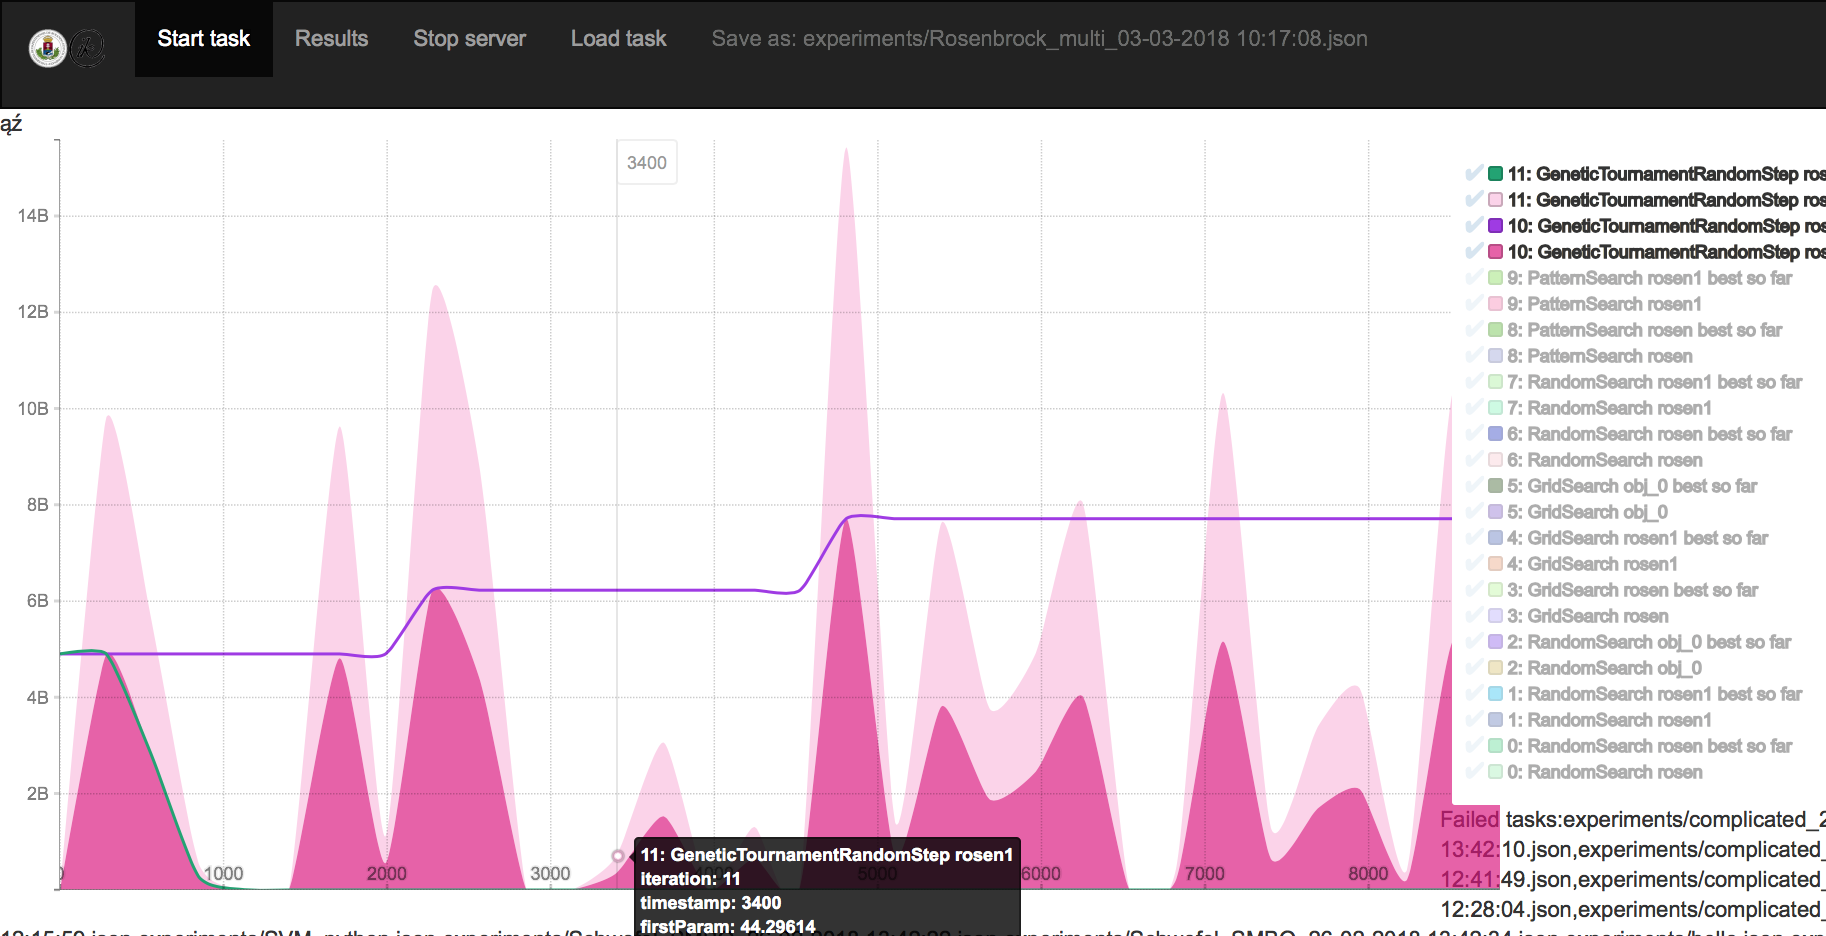 Start task Results Stop server Load task Save as: experiments/Rosenbrock_multi_03-03-2018 10:17:08.json
ąź
3400
14B
12B
10B
8B
6B
4B
2B
0 1000 2000 3000 4000 5000 6000 7000 8000
11: GeneticTournamentRandomStep rosen1
iteration: 11
timestamp: 3400
firstParam: 44.29614
11: GeneticTournamentRandomStep ros
11: GeneticTournamentRandomStep ros
10: GeneticTournamentRandomStep ros
10: GeneticTournamentRandomStep ros
9: PatternSearch rosen1 best so far
9: PatternSearch rosen1
8: PatternSearch rosen best so far
8: PatternSearch rosen
7: RandomSearch rosen1 best so far
7: RandomSearch rosen1
6: RandomSearch rosen best so far
6: RandomSearch rosen
5: GridSearch obj_0 best so far
5: GridSearch obj_0
4: GridSearch rosen1 best so far
4: GridSearch rosen1
3: GridSearch rosen best so far
3: GridSearch rosen
2: RandomSearch obj_0 best so far
2: RandomSearch obj_0
1: RandomSearch rosen1 best so far
1: RandomSearch rosen1
0: RandomSearch rosen best so far
0: RandomSearch rosen
Failed tasks:experiments/complicated_2
13:42:10.json,experiments/complicated_
12:41:49.json,experiments/complicated_
12:28:04.json,experiments/complicated_